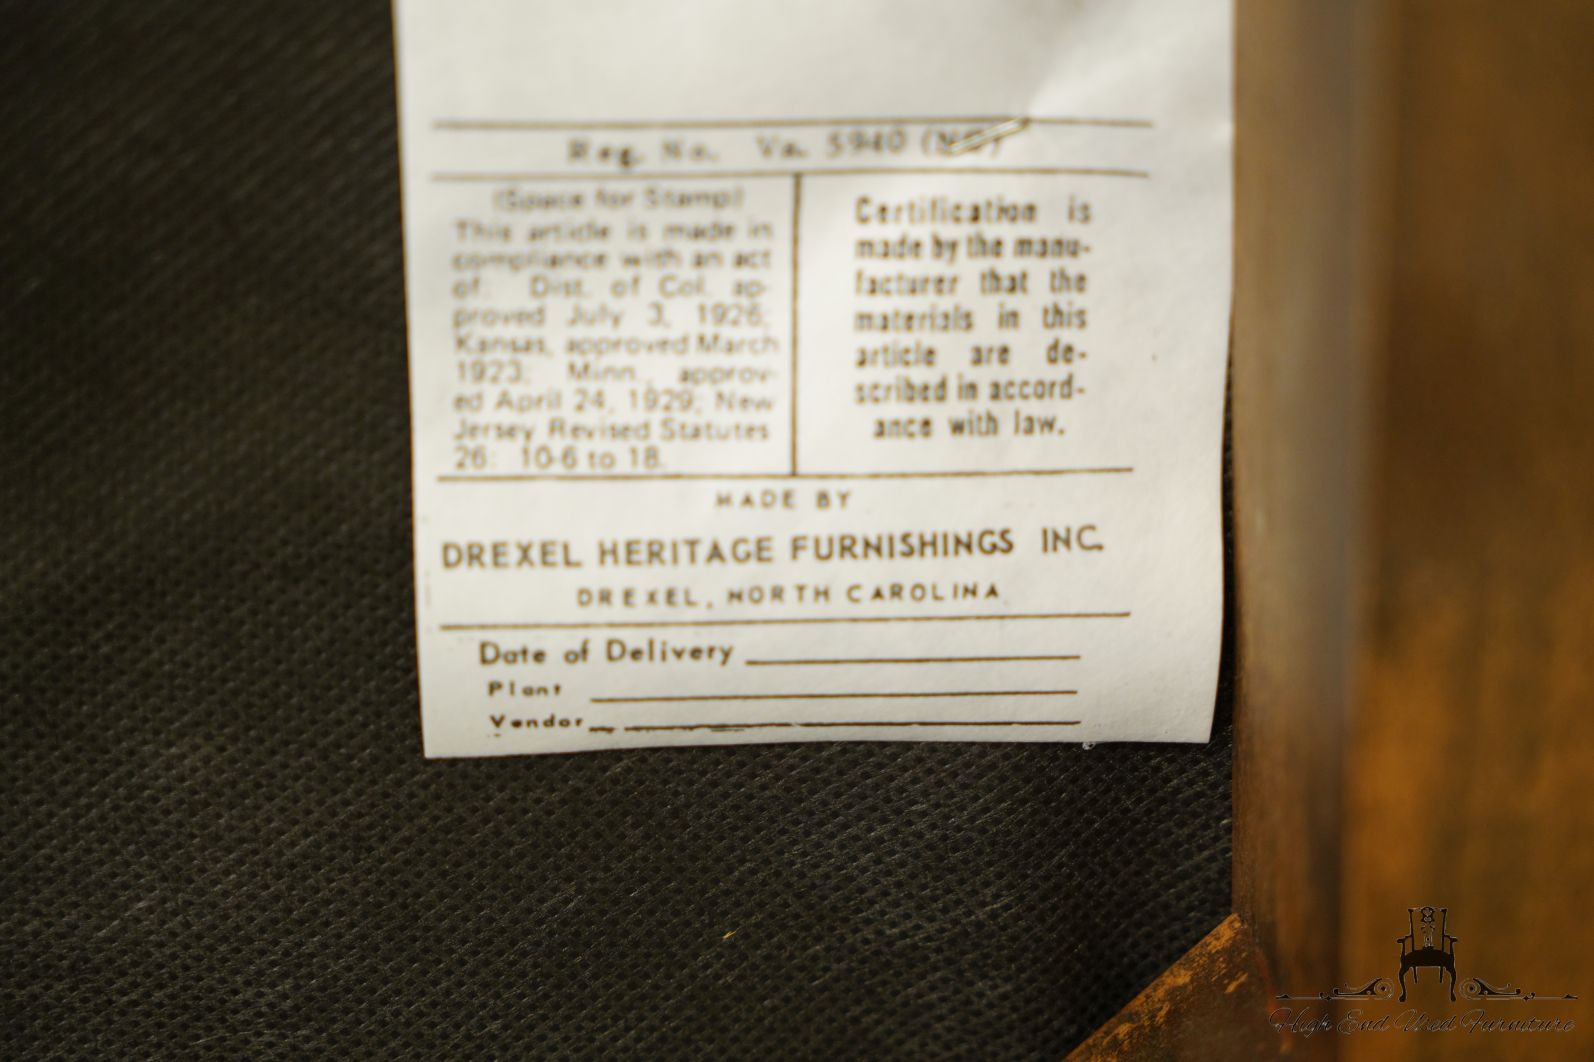 Reg. No. Va. 5940 (NC)
(Space for Stamp)
This article is made in
compliance with an act
of: Dist. of Col. ap-
proved July 3, 1926;
Kansas, approved March
1923; Minn., approv-
ed April 24, 1929; New
Jersey Revised Statutes
26: 10-6 to 18.
Certification is
made by the manu-
facturer that the
materials in this
article are de-
scribed in accord-
ance with law.
MADE BY
DREXEL HERITAGE FURNISHINGS INC.
DREXEL, NORTH CAROLINA
Date of Delivery
Plant
Vendor
High End Used Furniture